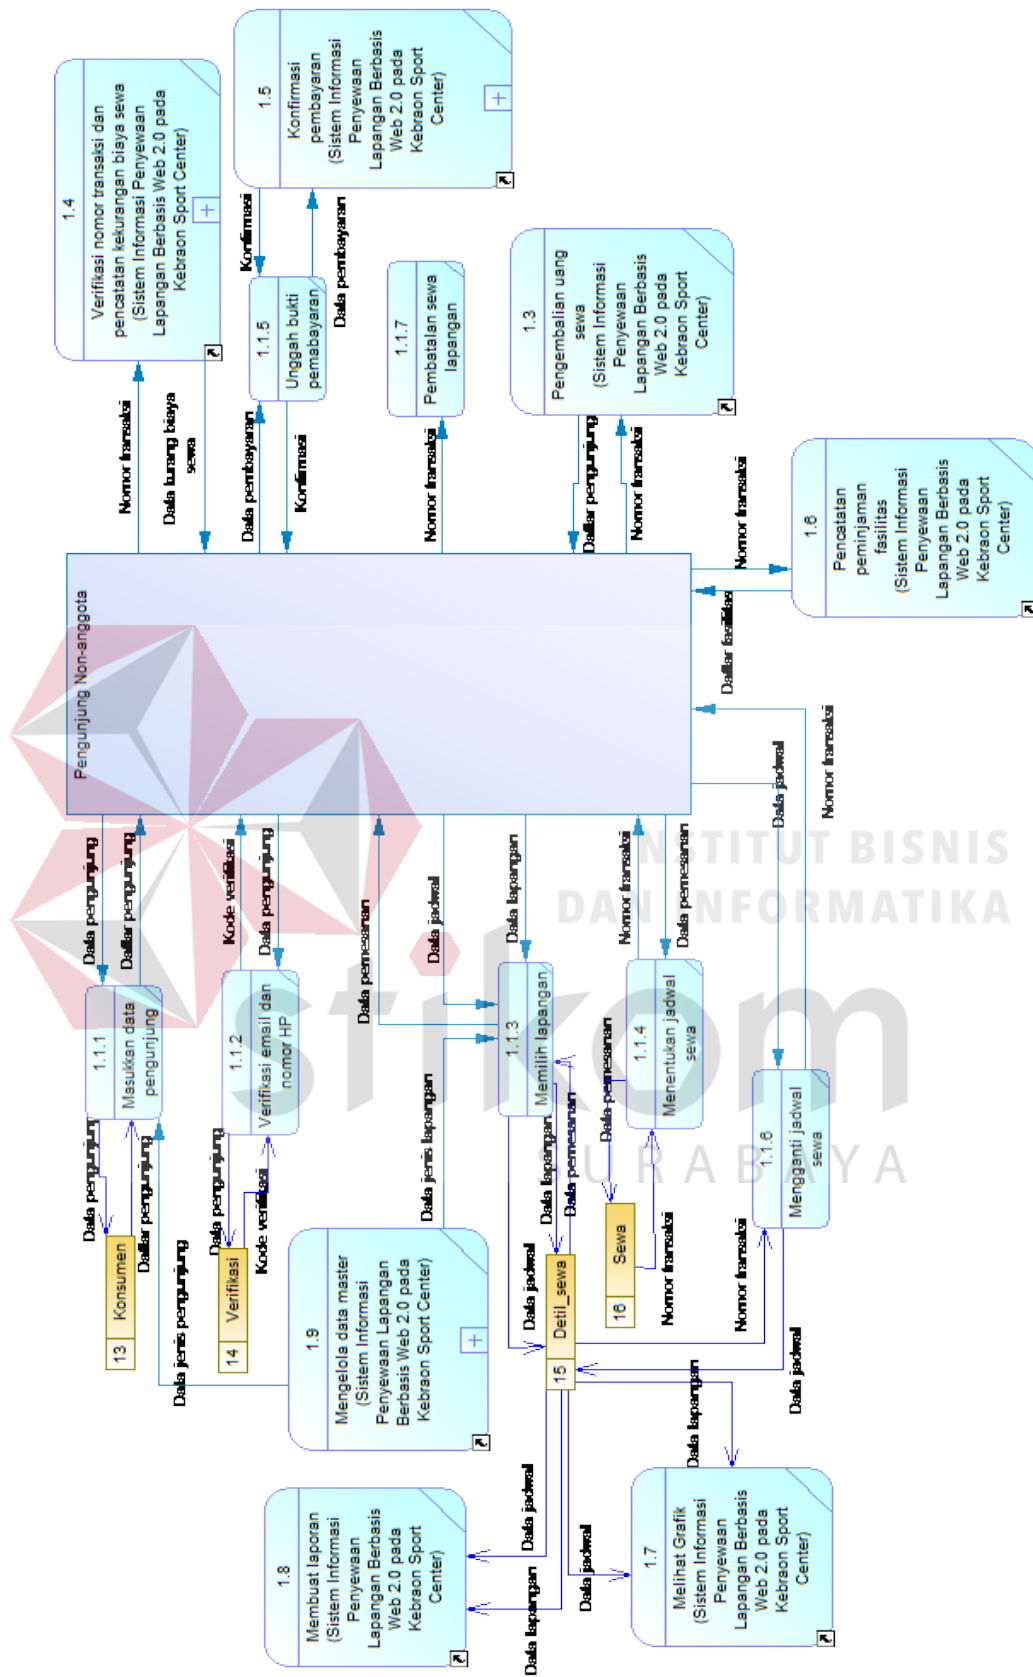 1.4
Verifikasi nomor transaksi dan
pencatatan kekurangan biaya sewa
(Sistem Informasi Penyewaan
Lapangan Berbasis Web 2.0 pada
Kebraon Sport Center)
1.5
Konfirmasi
pembayaran
(Sistem Informasi
Penyewaan
Lapangan Berbasis
Web 2.0 pada
Kebraon Sport
Center)
Nomor transaksi
Data kurang biaya
sewa
Konfirmasi
Data pembayaran
1.1.5
Unggah bukti
pemabayaran
Data pembayaran
Konfirmasi
1.1.7
Pembatalan sewa
lapangan
Nomor transaksi
1.3
Pengembalian uang
sewa
(Sistem Informasi
Penyewaan
Lapangan Berbasis
Web 2.0 pada
Kebraon Sport
Center)
Daftar pengunjung
Nomor transaksi
1.6
Pencatatan
peminjaman
fasilitas
(Sistem Informasi
Penyewaan
Lapangan Berbasis
Web 2.0 pada
Kebraon Sport
Center)
Nomor transaksi
Daftar fasilitas
Pengunjung Non-anggota
Data pengunjung
Daftar pengunjung
Kode verifikasi
Data pengunjung
Data pemesanan
Data jadwal
Data lapangan
Nomor transaksi
Data pemesanan
Data jadwal
Nomor transaksi
1.1.1
Masukkan data
pengunjung
1.1.2
Verifikasi email dan
nomor HP
1.1.3
Memilih lapangan
1.1.4
Menentukan jadwal
sewa
1.1.6
Mengganti jadwal
sewa
Data pengunjung
Daftar pengunjung
Data jenis pengunjung
Data pengunjung
Kode verifikasi
Data jenis lapangan
Data lapangan
Data pemesanan
Data jadwal
Data pemesanan
Nomor transaksi
Nomor transaksi
Data jadwal
13 Konsumen
14 Verifikasi
15 Detil_sewa
16 Sewa
1.9
Mengelola data master
(Sistem Informasi
Penyewaan Lapangan
Berbasis Web 2.0 pada
Kebraon Sport Center)
Data jadwal
Data lapangan
Data jadwal
Data lapangan
1.8
Membuat laporan
(Sistem Informasi
Penyewaan
Lapangan Berbasis
Web 2.0 pada
Kebraon Sport
Center)
1.7
Melihat Grafik
(Sistem Informasi
Penyewaan
Lapangan Berbasis
Web 2.0 pada
Kebraon Sport
Center)
INSTITUT BISNIS
DAN INFORMATIKA
stikom
SURABAYA